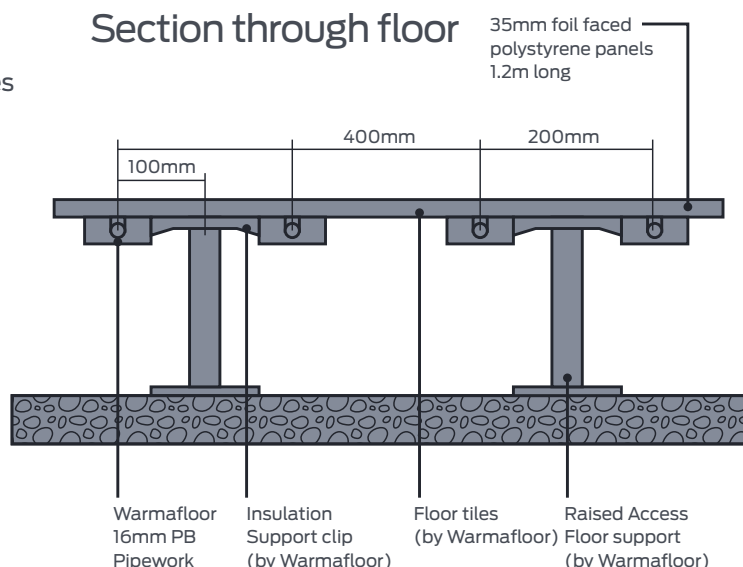 Section through floor
35mm foil faced
polystyrene panels
1.2m long
es
400mm
200mm
100mm
Warmafloor
16mm PB
Pipework
Insulation
Support clip
(by Warmafloor)
Floor tiles
(by Warmafloor)
Raised Access
Floor support
(by Warmafloor)